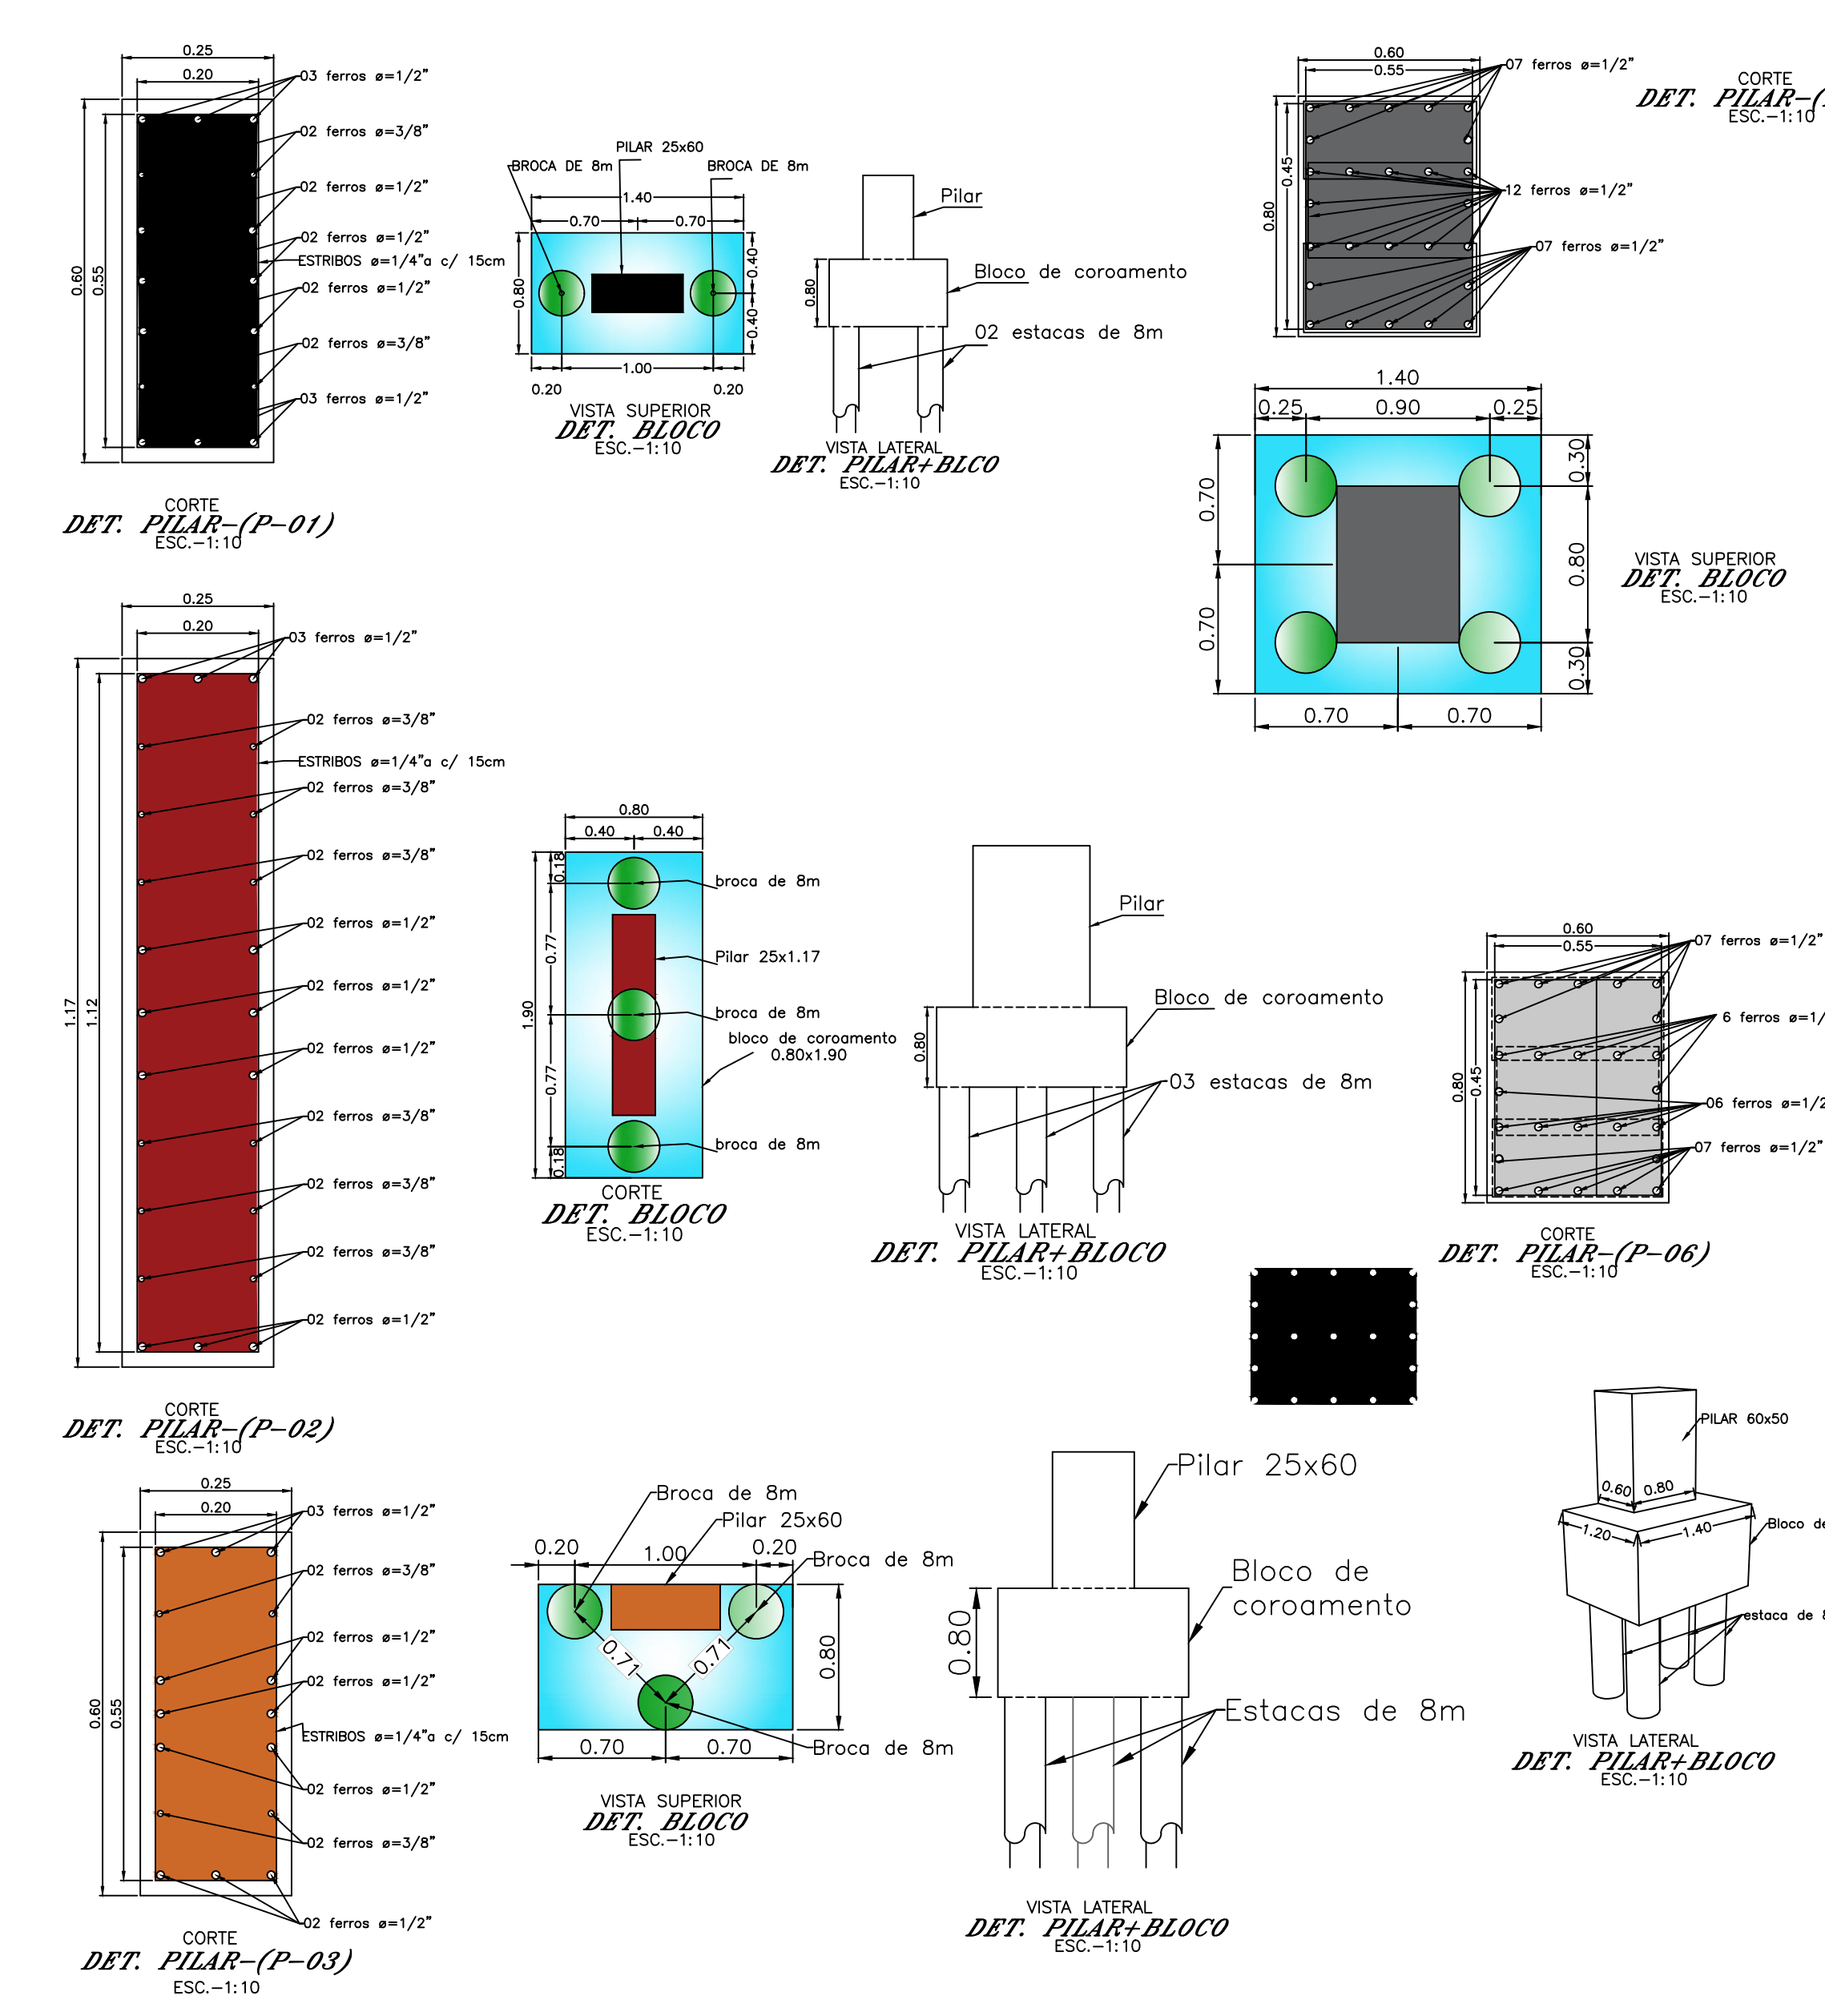 0.25
0.20
03 ferros ø=1/2"
02 ferros ø=3/8"
02 ferros ø=1/2"
02 ferros ø=1/2"
ESTRIBOS ø=1/4"a c/ 15cm
02 ferros ø=1/2"
02 ferros ø=3/8"
03 ferros ø=1/2"
0.60
0.55
CORTE
DET. PILAR-(P-01)
ESC.-1:10
PILAR 25x60
BROCA DE 8m
BROCA DE 8m
1.40
0.70
0.70
0.80
0.40
0.40
1.00
0.20
0.20
VISTA SUPERIOR
DET. BLOCO
ESC.-1:10
Pilar
Bloco de coroamento
0.80
02 estacas de 8m
VISTA LATERAL
DET. PILAR+BLCO
ESC.-1:10
0.60
0.55
07 ferros ø=1/2"
12 ferros ø=1/2"
07 ferros ø=1/2"
0.80
0.45
CORTE
DET. PILAR-(
ESC.-1:10
1.40
0.25
0.90
0.25
0.70
0.70
0.30
0.80
0.30
0.70
0.70
VISTA SUPERIOR
DET. BLOCO
ESC.-1:10
0.25
0.20
03 ferros ø=1/2"
02 ferros ø=3/8"
ESTRIBOS ø=1/4"a c/ 15cm
02 ferros ø=3/8"
02 ferros ø=3/8"
02 ferros ø=1/2"
02 ferros ø=1/2"
02 ferros ø=1/2"
02 ferros ø=3/8"
02 ferros ø=3/8"
02 ferros ø=3/8"
02 ferros ø=1/2"
1.17
1.12
CORTE
DET. PILAR-(P-02)
ESC.-1:10
0.80
0.40
0.40
0.18
0.77
0.77
0.18
1.90
broca de 8m
Pilar 25x1.17
broca de 8m
bloco de coroamento
0.80x1.90
broca de 8m
CORTE
DET. BLOCO
ESC.-1:10
Pilar
Bloco de coroamento
0.80
03 estacas de 8m
VISTA LATERAL
DET. PILAR+BLOCO
ESC.-1:10
0.60
0.55
07 ferros ø=1/2"
6 ferros ø=1/
06 ferros ø=1/2
07 ferros ø=1/2"
0.80
0.45
CORTE
DET. PILAR-(P-06)
ESC.-1:10
0.25
0.20
03 ferros ø=1/2"
02 ferros ø=3/8"
02 ferros ø=1/2"
02 ferros ø=1/2"
ESTRIBOS ø=1/4"a c/ 15cm
02 ferros ø=1/2"
02 ferros ø=3/8"
02 ferros ø=1/2"
0.60
0.55
CORTE
DET. PILAR-(P-03)
ESC.-1:10
Broca de 8m
Pilar 25x60
0.20
1.00
0.20
Broca de 8m
0.71
0.71
0.80
Broca de 8m
0.70
0.70
VISTA SUPERIOR
DET. BLOCO
ESC.-1:10
Pilar 25x60
Bloco de
coroamento
0.80
Estacas de 8m
VISTA LATERAL
DET. PILAR+BLOCO
ESC.-1:10
PILAR 60x50
0.60
0.80
1.20
1.40
Bloco de
estaca de 8
VISTA LATERAL
DET. PILAR+BLOCO
ESC.-1:10